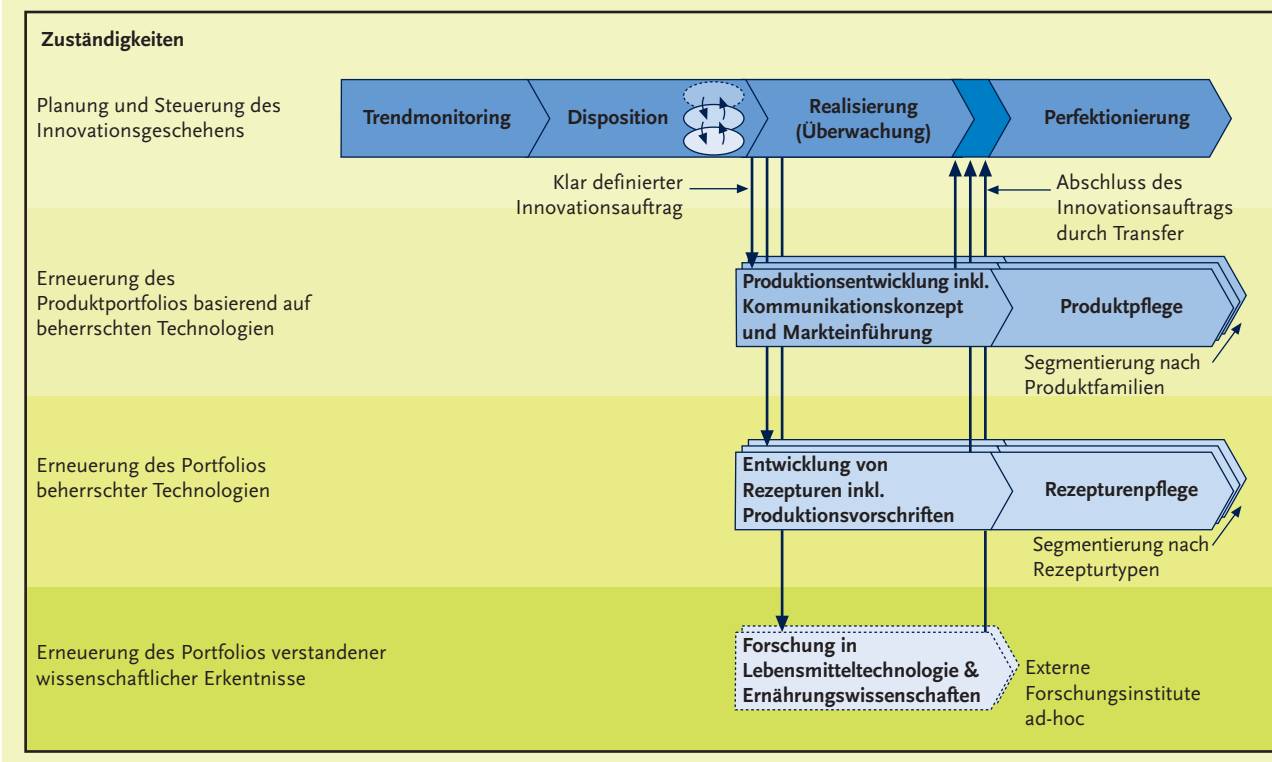 Zuständigkeiten
Planung und Steuerung des
Innovationsgeschehens
Trendmonitoring
Disposition
Realisierung
(Überwachung)
Perfektionierung
Klar definierter
Innovationsauftrag
Abschluss des
Innovationsauftrags
durch Transfer
Erneuerung des
Produktportfolios basierend auf
beherrschten Technologien
Produktionsentwicklung inkl.
Kommunikationskonzept
und Markteinführung
Produktpflege
Segmentierung nach
Produktfamilien
Erneuerung des Portfolios
beherrschter Technologien
Entwicklung von
Rezepturen inkl.
Produktionsvorschriften
Rezepturenpflege
Segmentierung nach
Rezepturtypen
Erneuerung des Portfolios verstandener
wissenschaftlicher Erkentnisse
Forschung in
Lebensmitteltechnologie &
Ernährungswissenschaften
Externe
Forschungsinstitute
ad-hoc